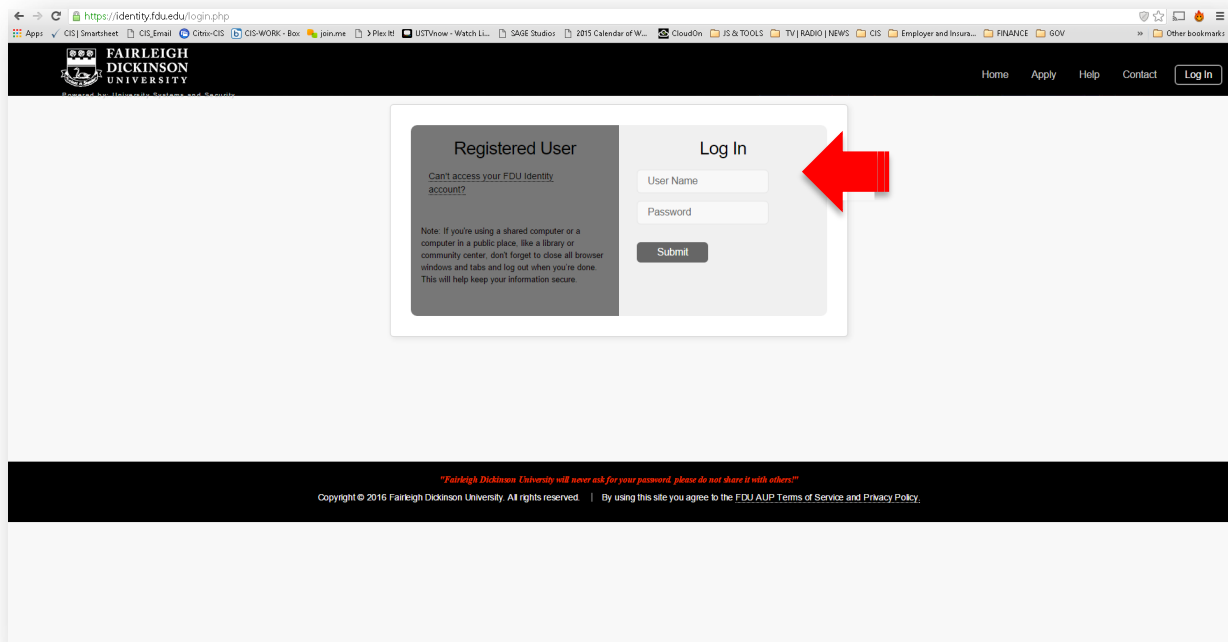 https://identity.fdu.edu/login.php
Apps CIS | Smartsheet CIS_Email Citrix-CIS CIS-WORK - Box join.me > Plex It! USTVnow - Watch Li... SAGE Studios 2015 Calendar of W... CloudOn JS & TOOLS TV | RADIO | NEWS CIS Employer and Insura... FINANCE GOV » Other bookmarks
FAIRLEIGH
DICKINSON
UNIVERSITY
Powered by: University Systems and Security
Home Apply Help Contact Log In
Registered User
Can't access your FDU Identity
account?
Note: If you're using a shared computer or a
computer in a public place, like a library or
community center, don't forget to close all browser
windows and tabs and log out when you're done.
This will help keep your information secure.
Log In
User Name
Password
Submit
"Fairleigh Dickinson University will never ask for your password, please do not share it with others!"
Copyright © 2016 Fairleigh Dickinson University. All rights reserved. | By using this site you agree to the FDU AUP Terms of Service and Privacy Policy.